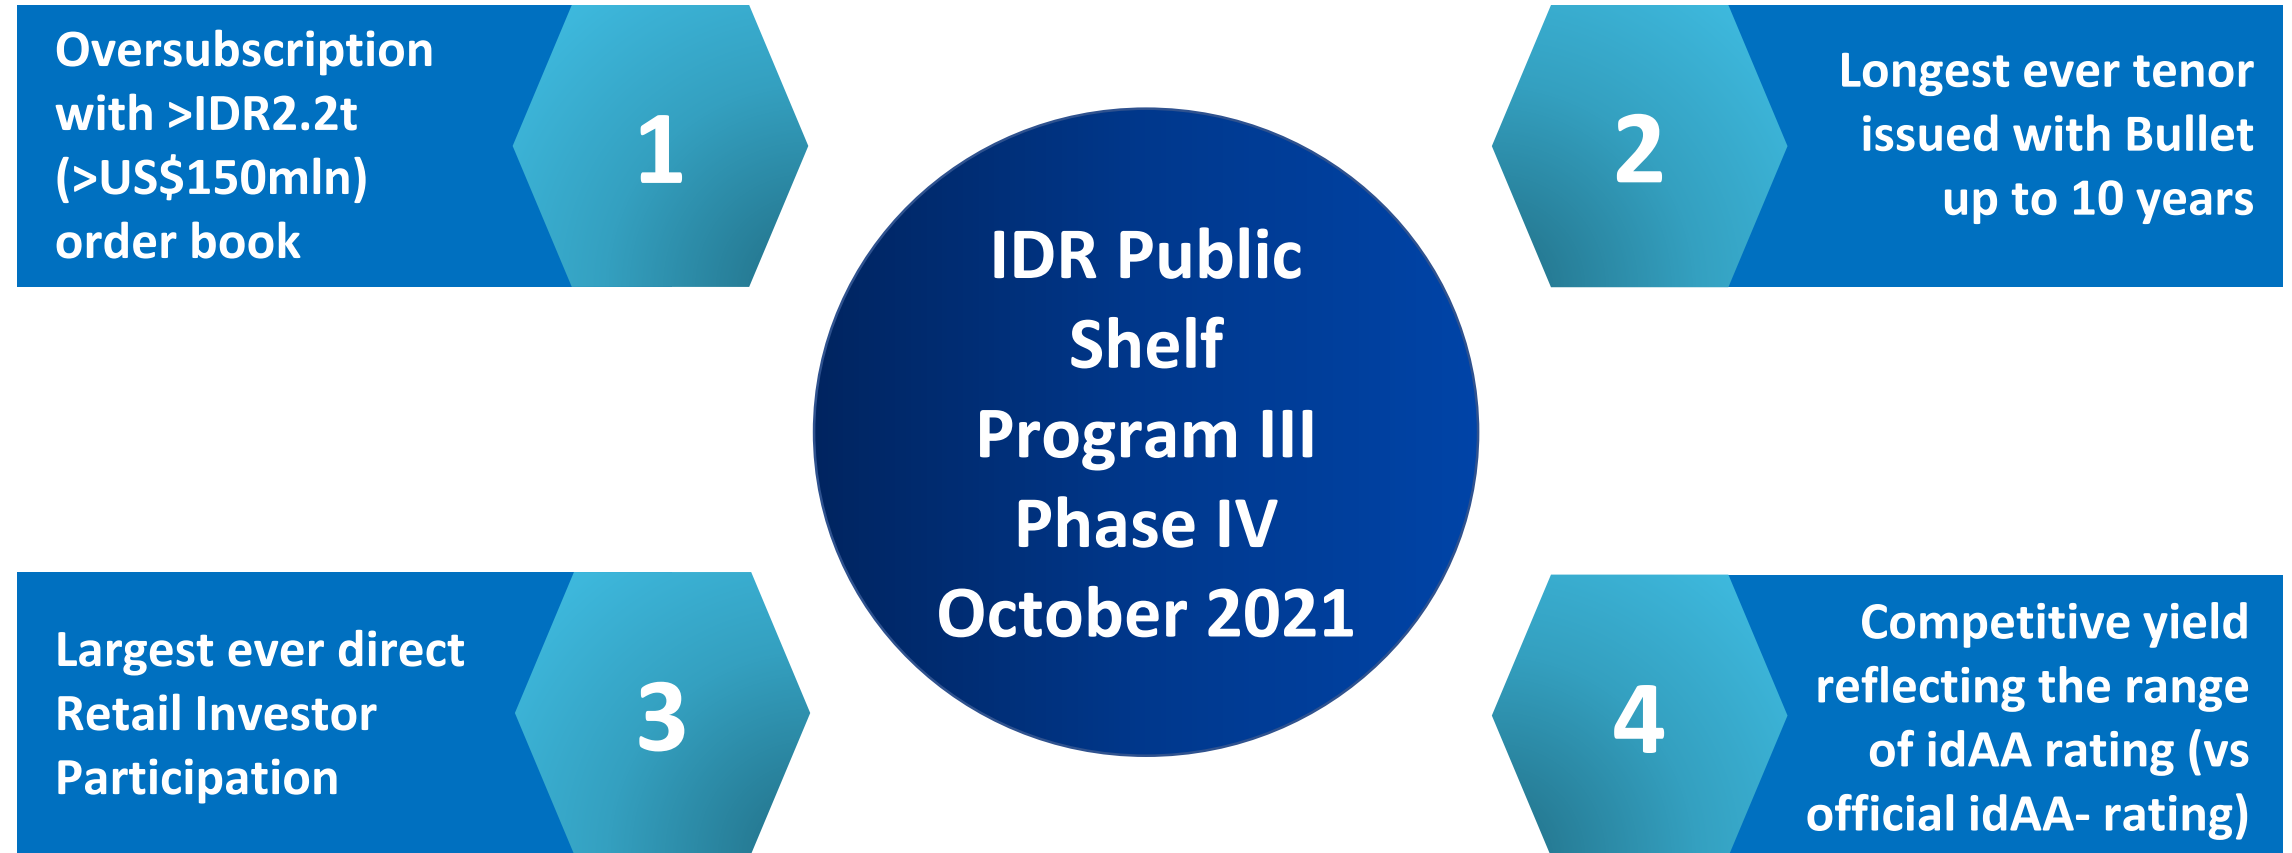 Oversubscription
with >IDR2.2t
(>US$150mln)
order book
1
2
Longest ever tenor
issued with Bullet
up to 10 years
IDR Public
Shelf
Program III
Phase IV
October 2021
Largest ever direct
Retail Investor
Participation
3
4
Competitive yield
reflecting the range
of idAA rating (vs
official idAA- rating)